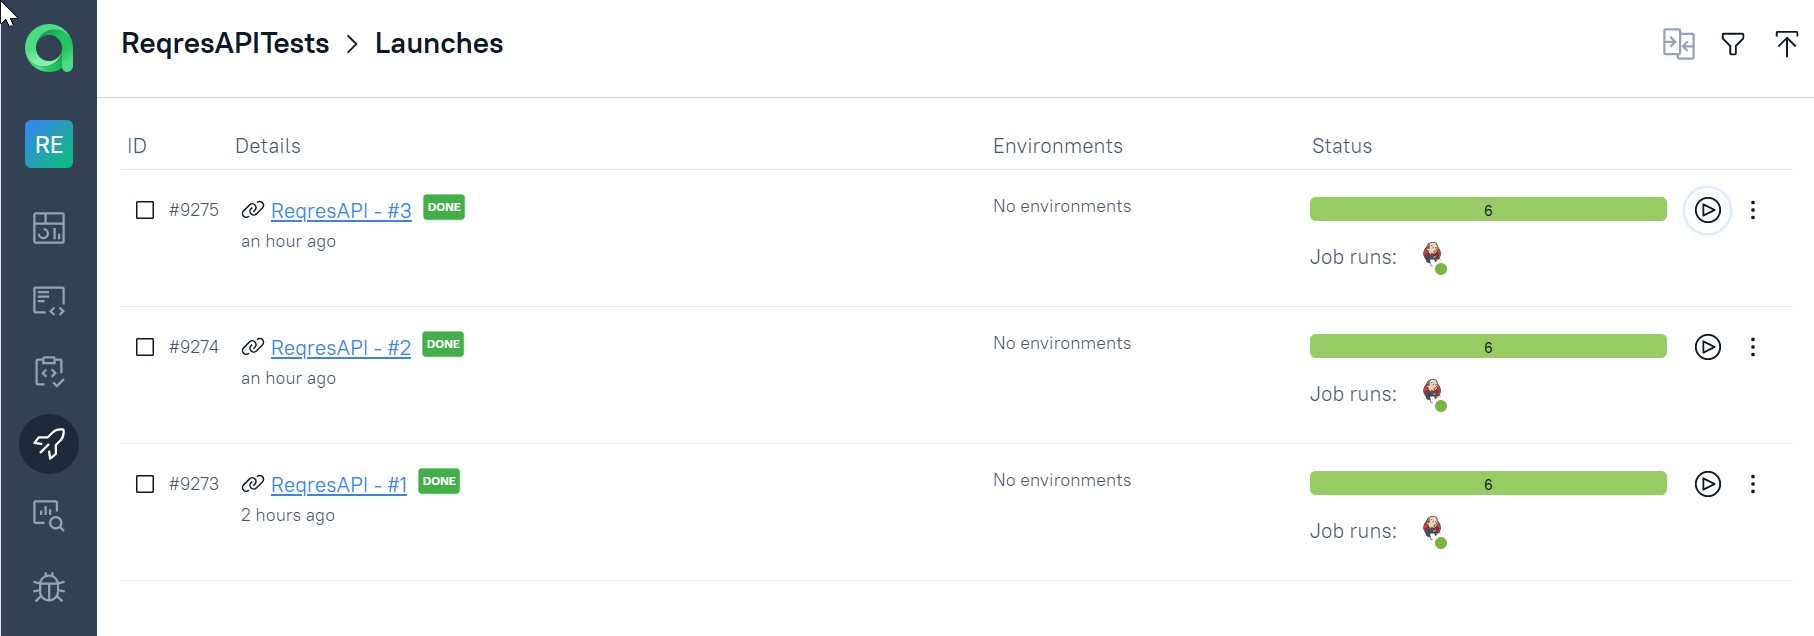 ReqresAPITests > Launches
RE
ID Details Environments Status
#9275 ReqresAPI - #3 DONE No environments 6
an hour ago Job runs:
#9274 ReqresAPI - #2 DONE No environments 6
an hour ago Job runs:
#9273 ReqresAPI - #1 DONE No environments 6
2 hours ago Job runs: